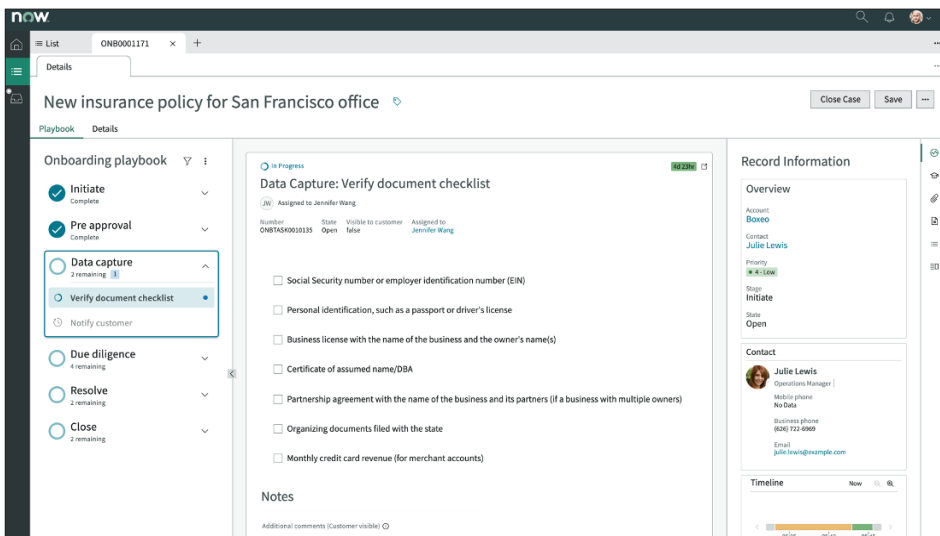 now.
List
ONB0001171
Details
New insurance policy for San Francisco office
Close Case
Save
Playbook
Details
Onboarding playbook
Initiate
Complete
Pre approval
Complete
Data capture
2 remaining 1
Verify document checklist
Notify customer
Due diligence
4 remaining
Resolve
2 remaining
Close
2 remaining
In Progress
4d 23hr
Data Capture: Verify document checklist
JW Assigned to Jennifer Wang
Number State Visible to customer Assigned to
ONBTASK0010135 Open false Jennifer Wang
Social Security number or employer identification number (EIN)
Personal identification, such as a passport or driver's license
Business license with the name of the business and the owner's name(s)
Certificate of assumed name/DBA
Partnership agreement with the name of the business and its partners (if a business with multiple owners)
Organizing documents filed with the state
Monthly credit card revenue (for merchant accounts)
Notes
Additional comments (Customer visible)
Record Information
Overview
Account
Boxeo
Contact
Julie Lewis
Priority
4 - Low
Stage
Initiate
State
Open
Contact
Julie Lewis
Operations Manager
Mobile phone
No Data
Business phone
(626) 722-6969
Email
julie.lewis@example.com
Timeline
Now